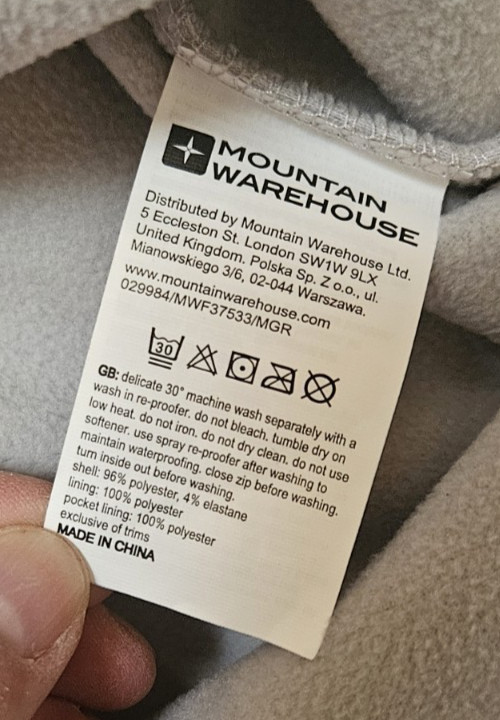 MOUNTAIN
WAREHOUSE
Distributed by Mountain Warehouse Ltd.
5 Eccleston St. London SW1W 9LX
United Kingdom. Polska Sp. Z o.o., ul.
Mianowskiego 3/6, 02-044 Warszawa.
www.mountainwarehouse.com
029984/MWF37533/MGR
30
GB: delicate 30° machine wash separately with a
wash in re-proofer. do not bleach. tumble dry on
low heat. do not iron. do not dry clean. do not use
softener. use spray re-proofer after washing to
maintain waterproofing. close zip before washing.
turn inside out before washing.
shell: 96% polyester, 4% elastane
lining: 100% polyester
pocket lining: 100% polyester
exclusive of trims
MADE IN CHINA